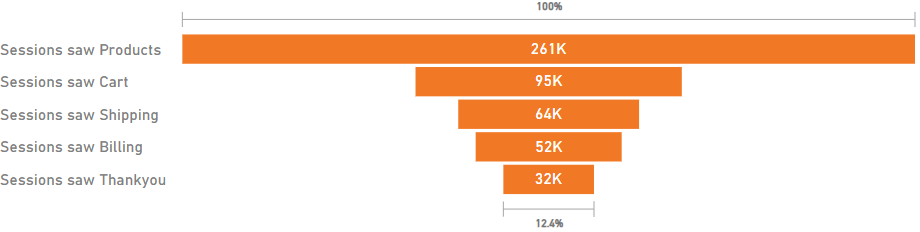 100%
Sessions saw Products 261K
Sessions saw Cart 95K
Sessions saw Shipping 64K
Sessions saw Billing 52K
Sessions saw Thankyou 32K
12.4%